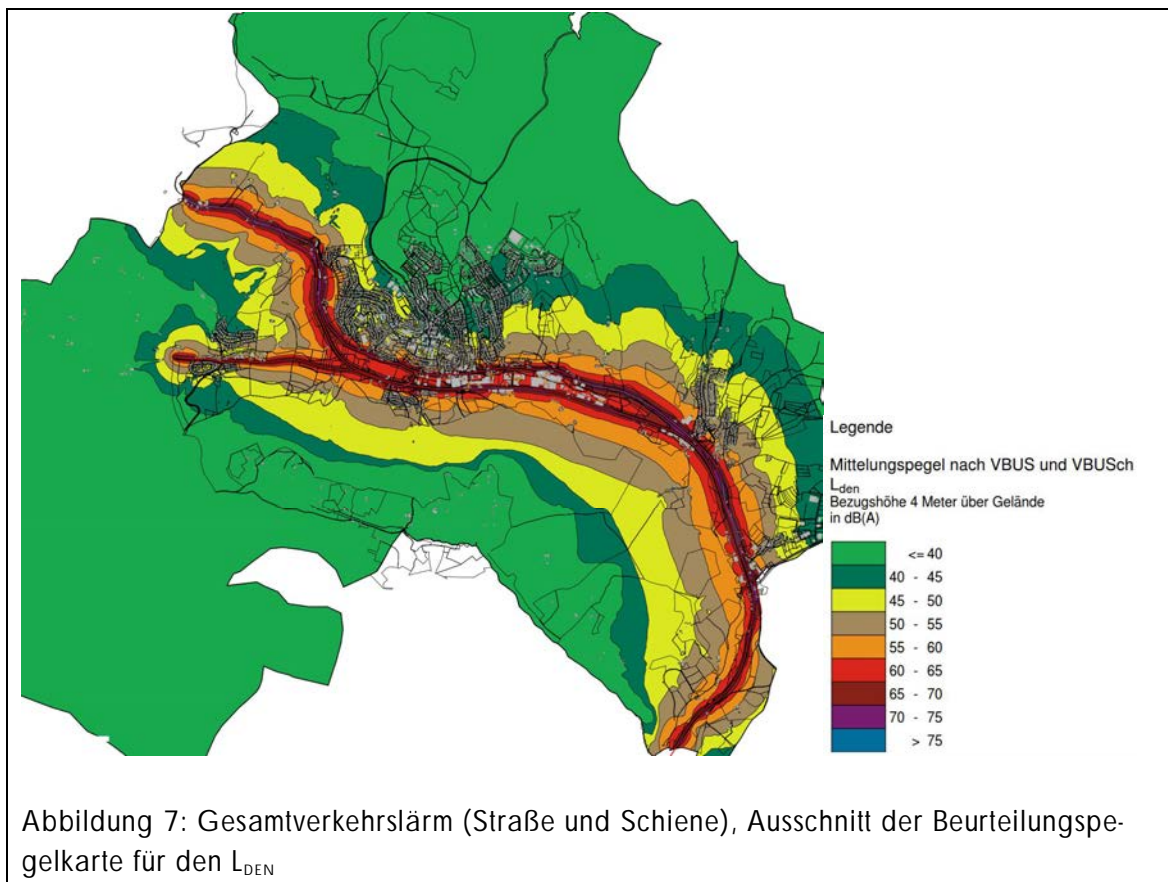 Legende
Mittelungspegel nach VBUS und VBUSch
Lden
Bezugshöhe 4 Meter über Gelände
in dB(A)
<= 40
40 - 45
45 - 50
50 - 55
55 - 60
60 - 65
65 - 70
70 - 75
> 75
Abbildung 7: Gesamtverkehrslärm (Straße und Schiene), Ausschnitt der Beurteilungspe-
gelkarte für den LDEN